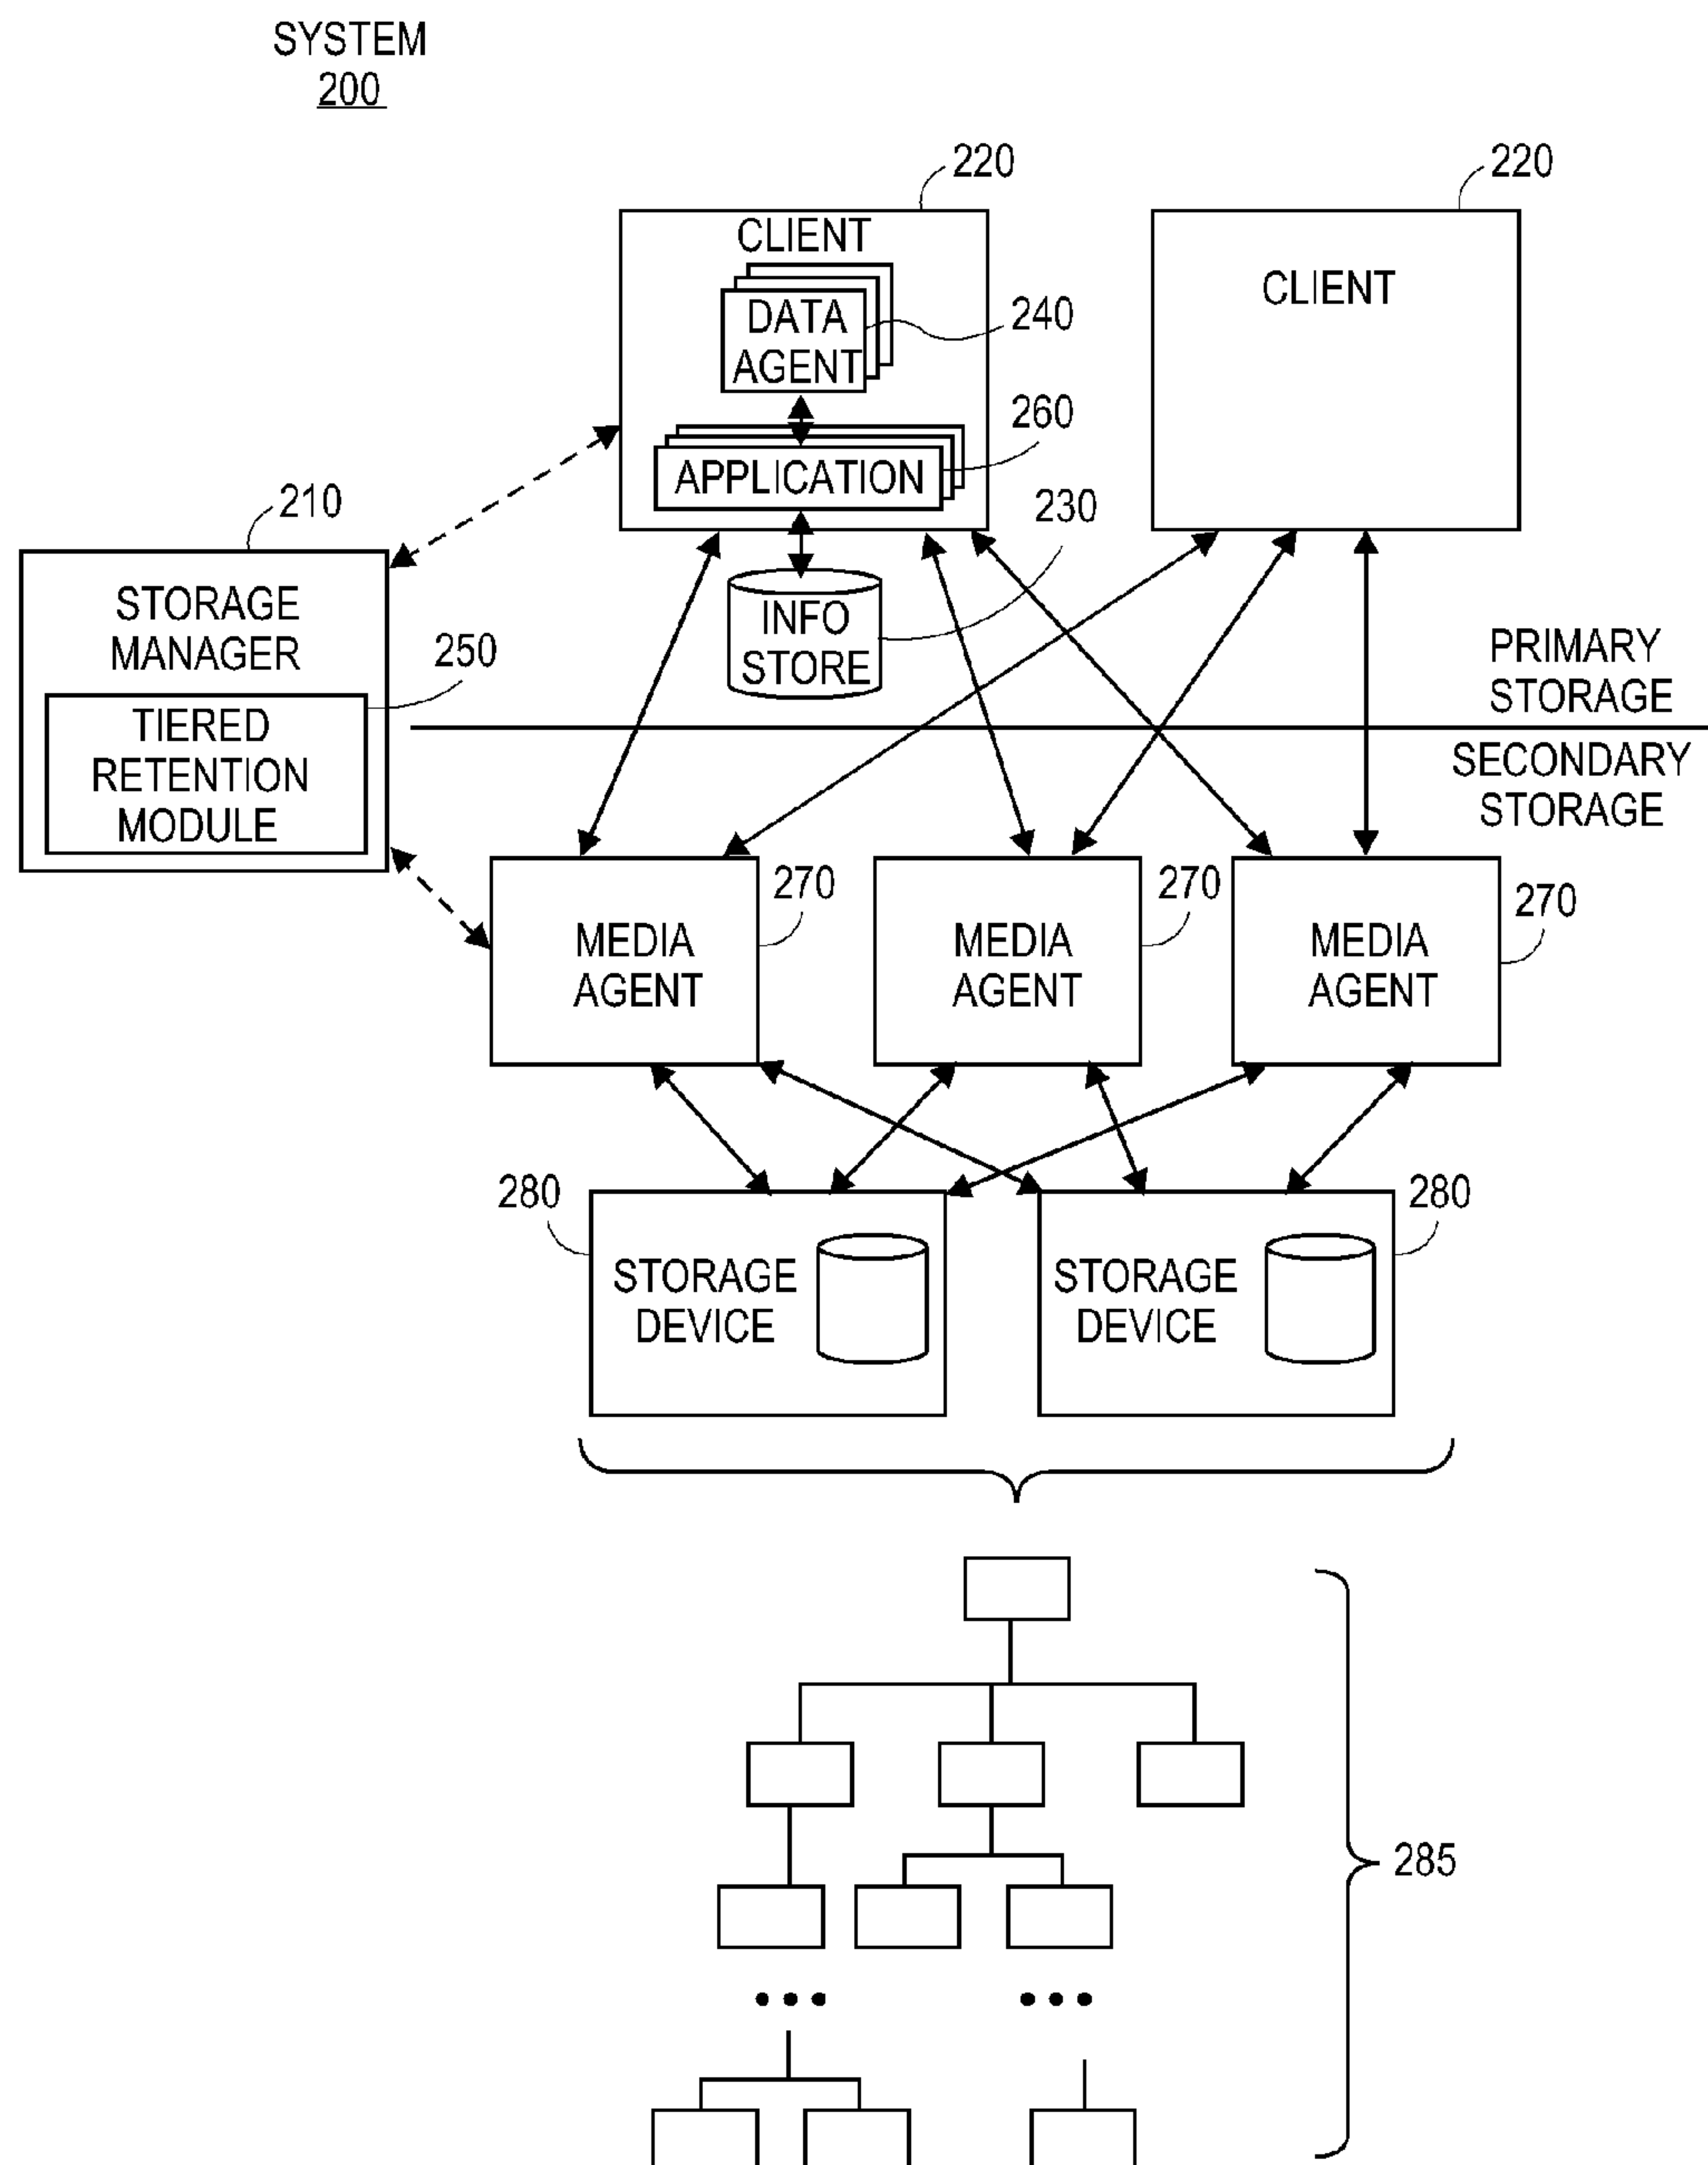 SYSTEM
200
220
220
CLIENT
CLIENT
DATA
AGENT
240
260
APPLICATION
230
210
STORAGE
MANAGER
INFO
STORE
250
TIERED
RETENTION
MODULE
PRIMARY
STORAGE
SECONDARY
STORAGE
270
270
270
MEDIA
AGENT
MEDIA
AGENT
MEDIA
AGENT
280
280
STORAGE
DEVICE
STORAGE
DEVICE
285